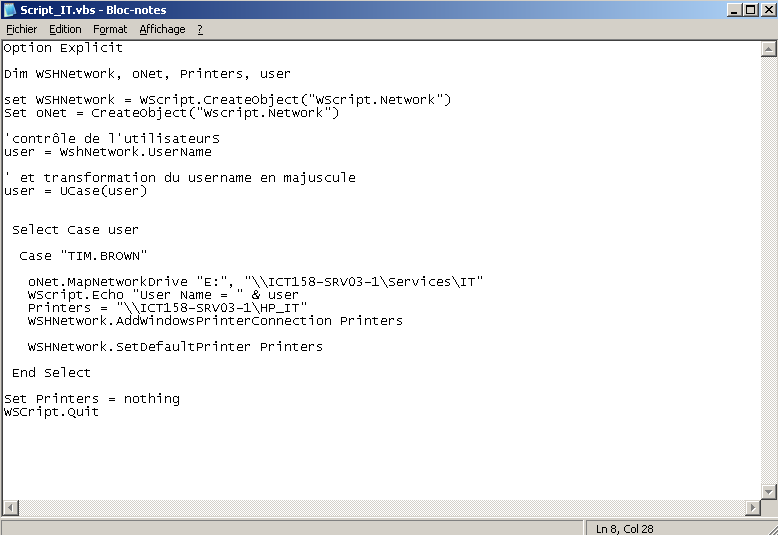 Script_IT.vbs - Bloc-notes
Fichier Edition Format Affichage ?
Option Explicit
Dim WSHNetwork, oNet, Printers, user
set WSHNetwork = WScript.CreateObject("WScript.Network")
Set oNet = CreateObject("Wscript.Network")
'contrôle de l'utilisateurS
user = WshNetwork.UserName
' et transformation du username en majuscule
user = UCase(user)
Select Case user
Case "TIM.BROWN"
oNet.MapNetworkDrive "E:", "\\ICT158-SRV03-1\Services\IT"
WScript.Echo "User Name = " & user
Printers = "\\ICT158-SRV03-1\HP_IT"
WSHNetwork.AddWindowsPrinterConnection Printers
WSHNetwork.SetDefaultPrinter Printers
End Select
Set Printers = nothing
WSCript.Quit
Ln 8, Col 28